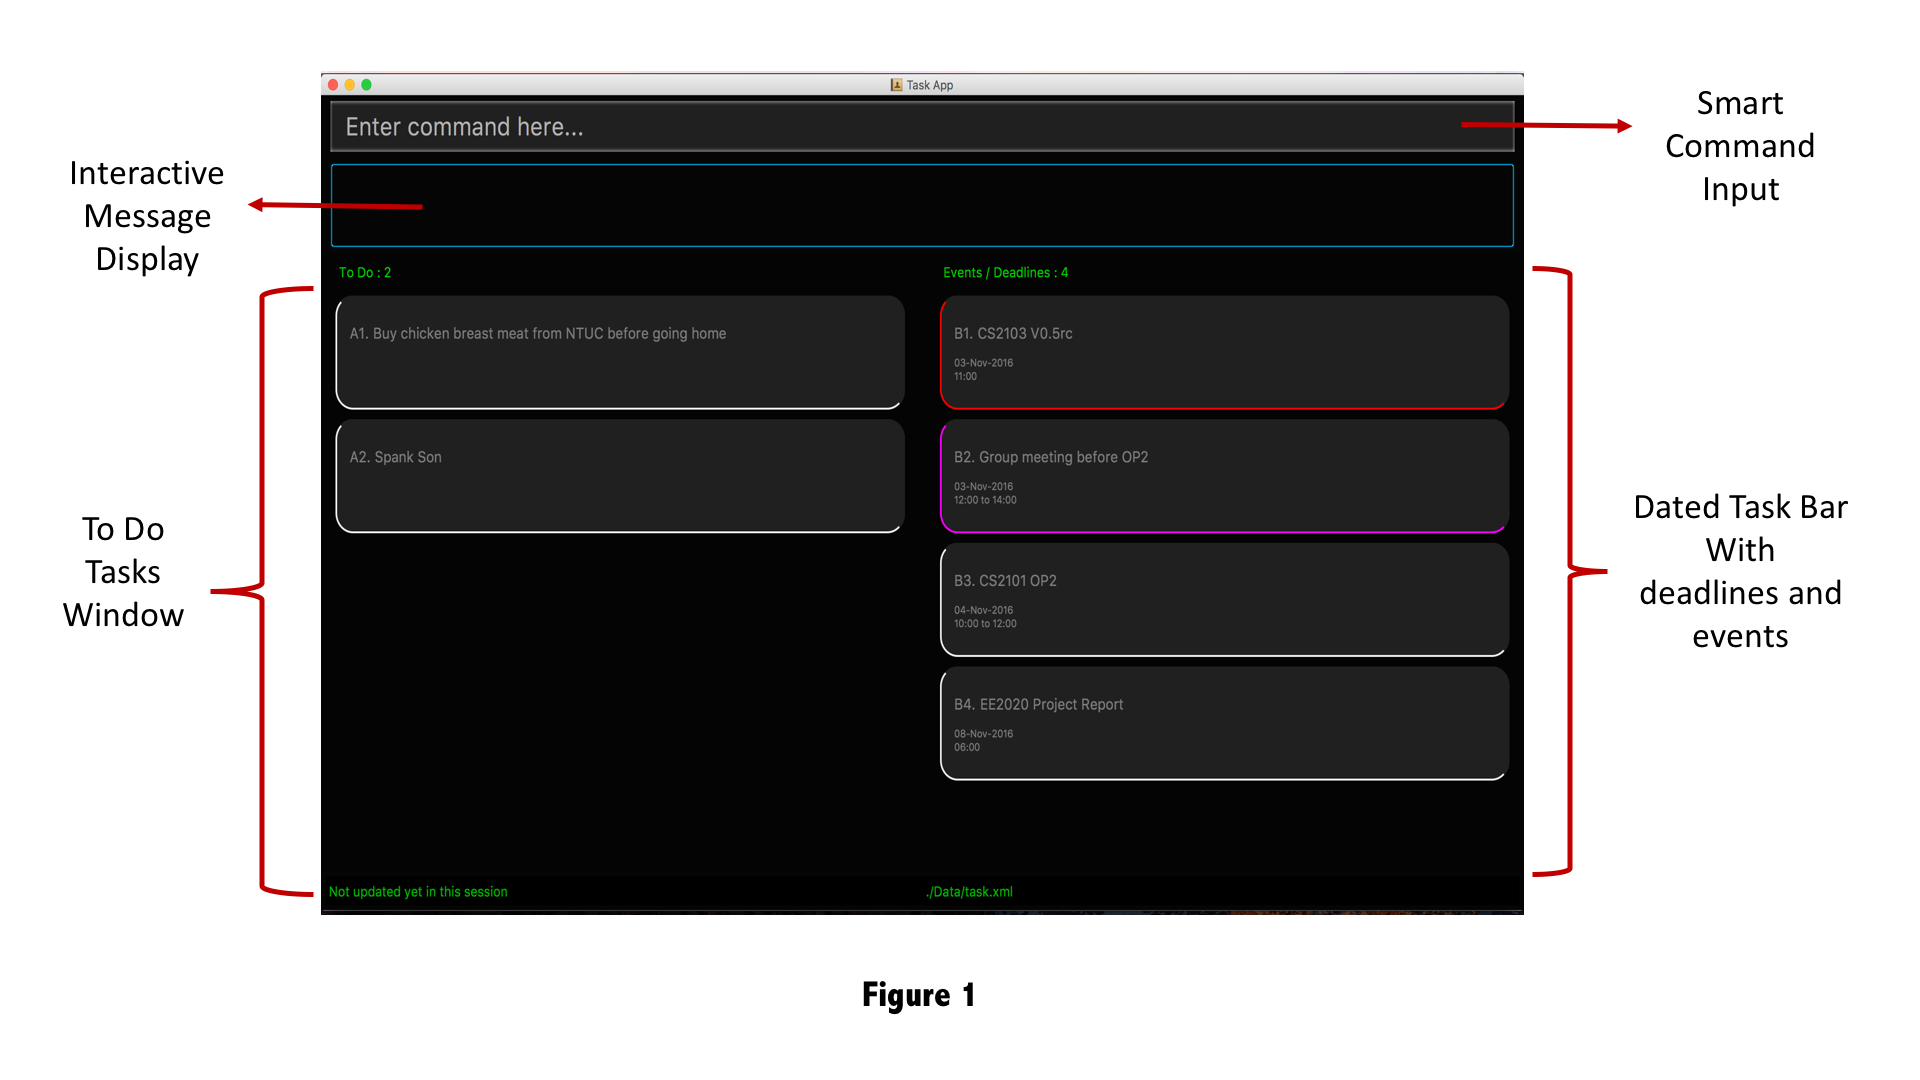 Task App
Enter command here...
Smart
Command
Input
Interactive
Message
Display
To Do : 2
Events / Deadlines : 4
A1. Buy chicken breast meat from NTUC before going home
A2. Spank Son
B1. CS2103 V0.5rc
03-Nov-2016
11:00
B2. Group meeting before OP2
03-Nov-2016
12:00 to 14:00
B3. CS2101 OP2
04-Nov-2016
10:00 to 12:00
B4. EE2020 Project Report
08-Nov-2016
06:00
To Do
Tasks
Window
Dated Task Bar
With
deadlines and
events
Not updated yet in this session
./Data/task.xml
Figure 1